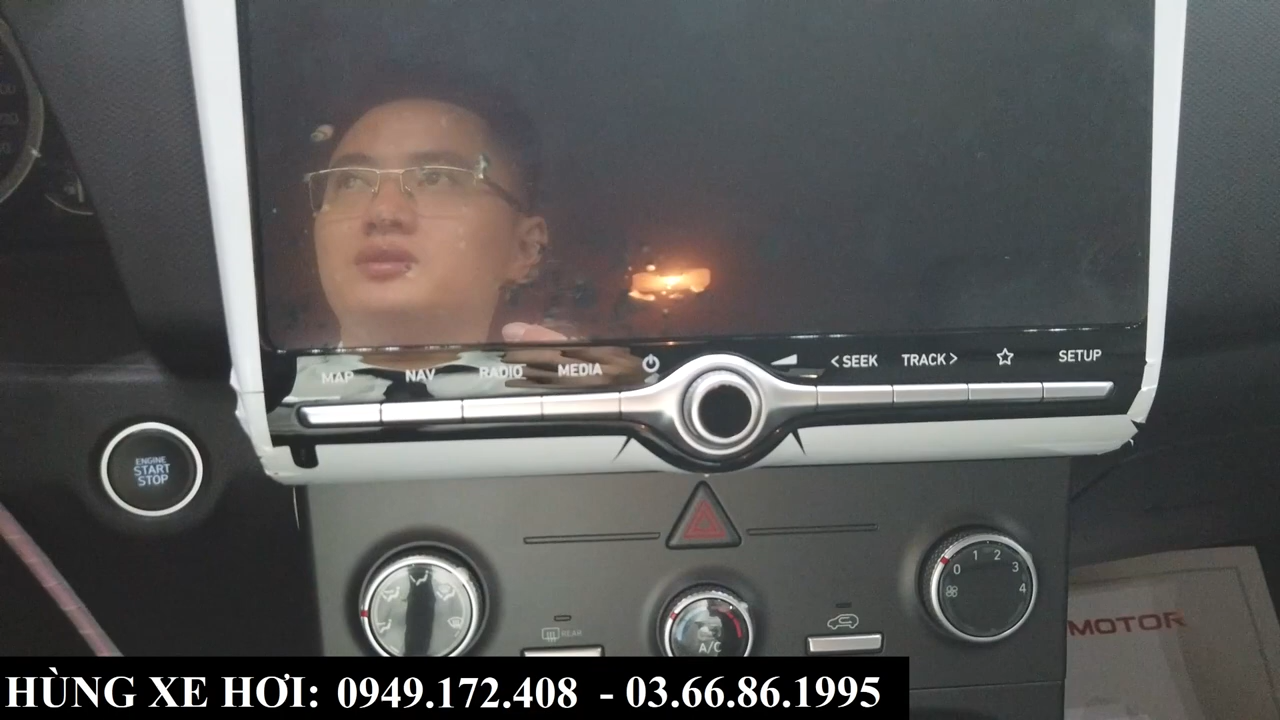 MAP NAV RADIO MEDIA < SEEK TRACK > SETUP
ENGINE
START
STOP
0 1 2 3 4
REAR
A/C
MOTOR
HÙNG XE HƠI: 0949.172.408 - 03.66.86.1995